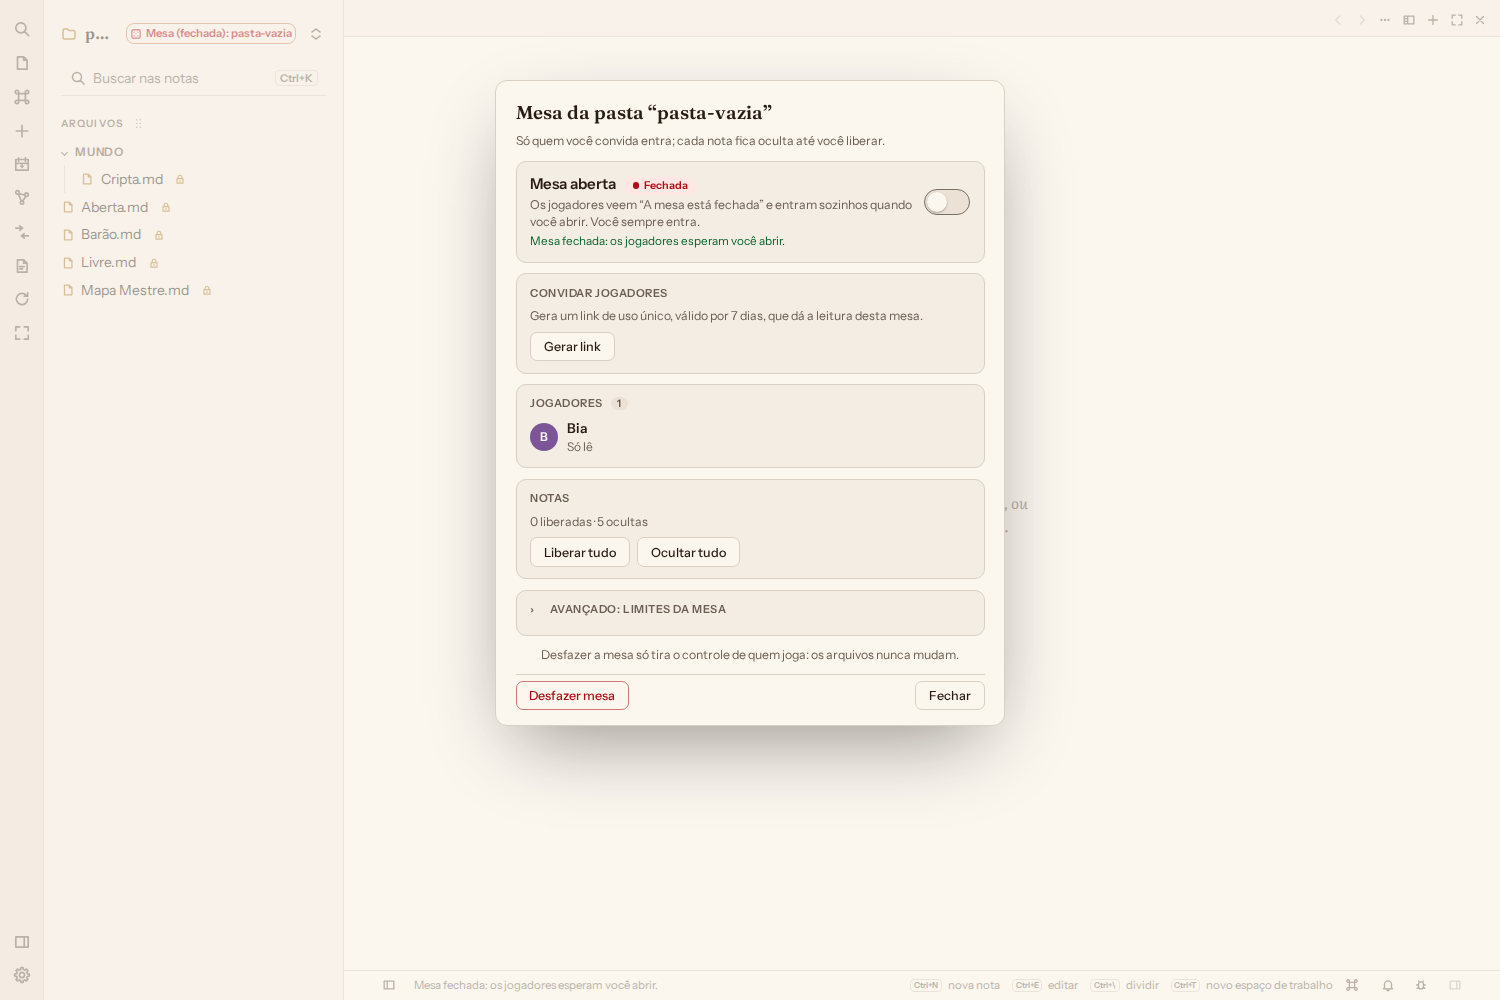 p...
Mesa (fechada): pasta-vazia
Buscar nas notas
Ctrl+K
ARQUIVOS
MUNDO
Cripta.md
Aberta.md
Barão.md
Livre.md
Mapa Mestre.md
Mesa da pasta “pasta-vazia”
Só quem você convida entra; cada nota fica oculta até você liberar.
Mesa aberta
Fechada
Os jogadores veem “A mesa está fechada” e entram sozinhos quando
você abrir. Você sempre entra.
Mesa fechada: os jogadores esperam você abrir.
CONVIDAR JOGADORES
Gera um link de uso único, válido por 7 dias, que dá a leitura desta mesa.
Gerar link
JOGADORES 1
B
Bia
Só lê
NOTAS
0 liberadas · 5 ocultas
Liberar tudo
Ocultar tudo
› AVANÇADO: LIMITES DA MESA
Desfazer a mesa só tira o controle de quem joga: os arquivos nunca mudam.
Desfazer mesa
Fechar
, ou
.
Mesa fechada: os jogadores esperam você abrir.
Ctrl+N nova nota
Ctrl+E editar
Ctrl+\ dividir
Ctrl+T novo espaço de trabalho